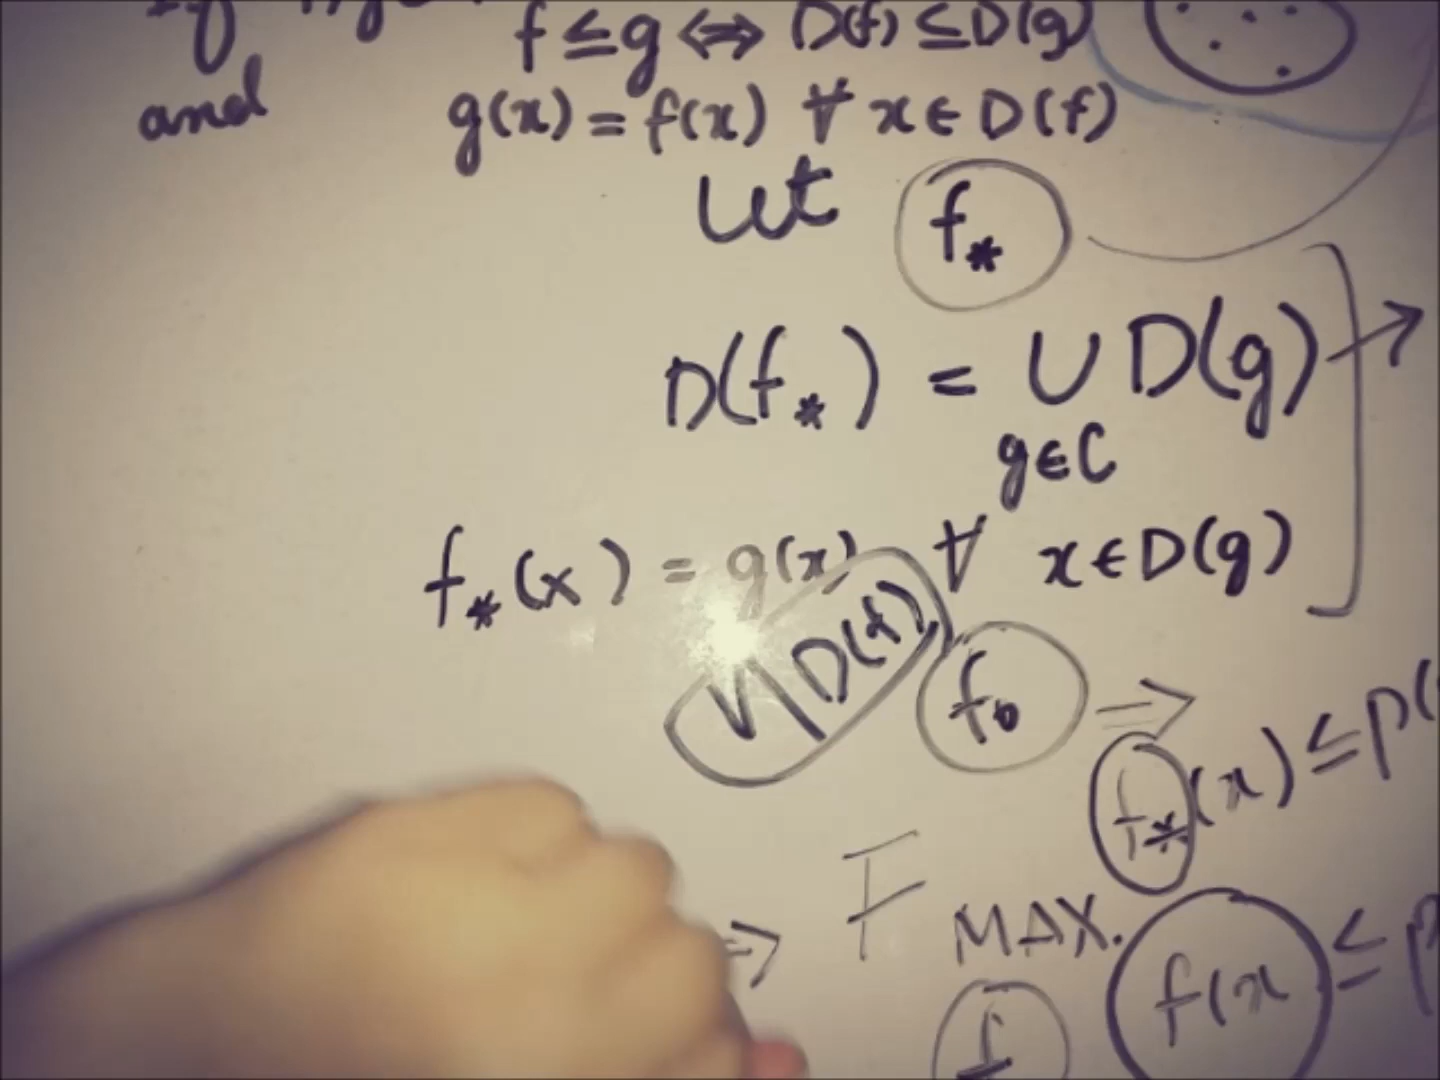 f ≤ g ⟺ D(f) ⊆ D(g)
and g(x) = f(x) ∀ x ∈ D(f)
Let f*
D(f*) = ∪ D(g)
g∈C
f*(x) = g(x) ∀ x ∈ D(g)
D(f)
f₀ ⇒
f*(x) ≤ p(
⇒ F MAX.
f(x ≤ p
f